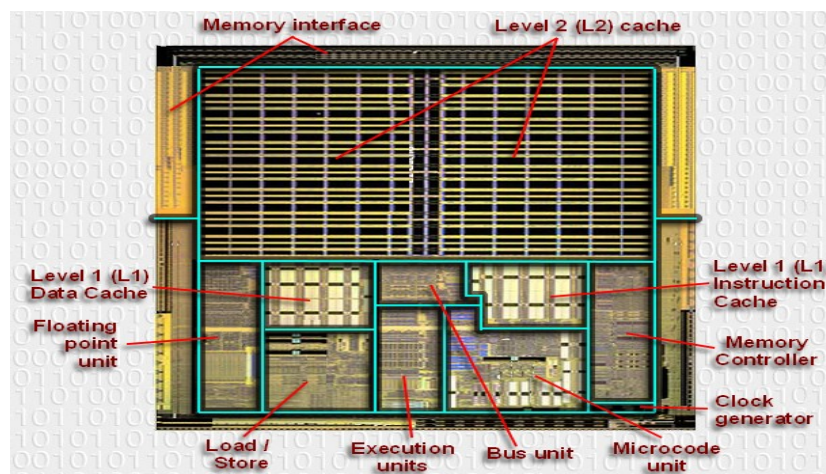 Memory interface
Level 2 (L2) cache
Level 1 (L1)
Data Cache
Level 1 (L1
Instruction
Cache
Floating
point
unit
Memory
Controller
Clock
generator
Load /
Store
Execution
units
Bus unit
Microcode
unit